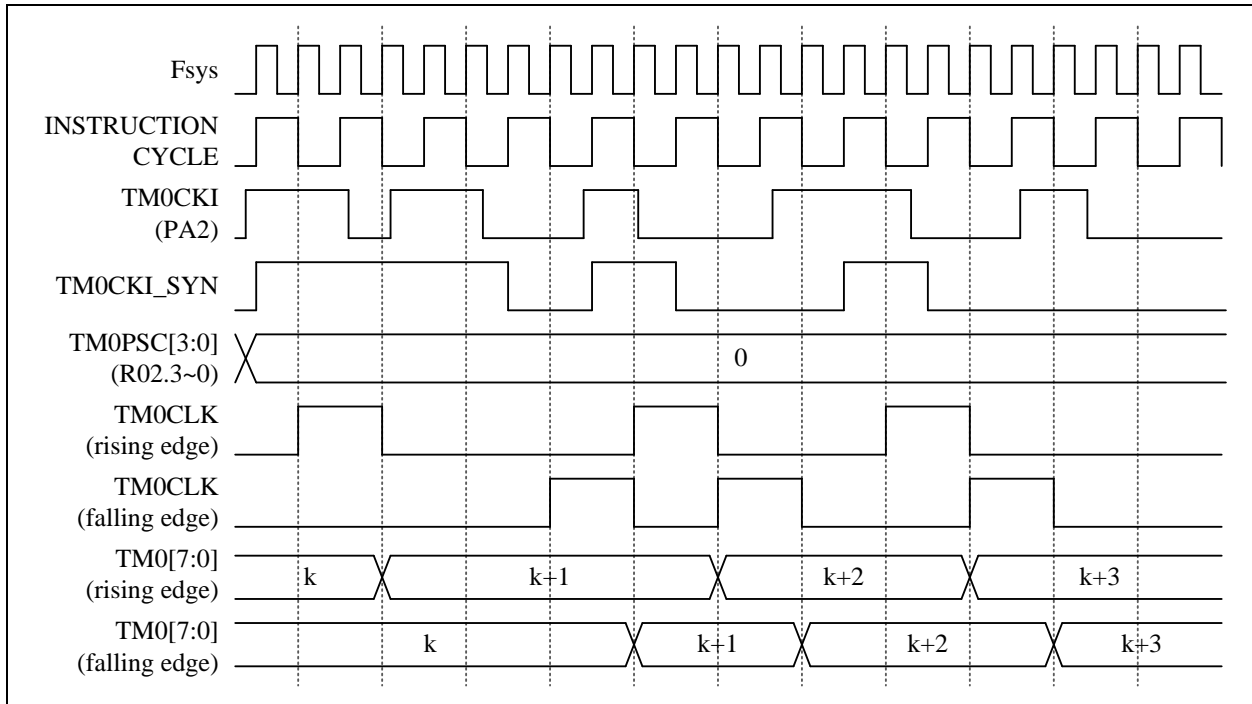 Fsys
INSTRUCTION
CYCLE
TM0CKI
(PA2)
TM0CKI_SYN
TM0PSC[3:0]
(R02.3~0)
0
TM0CLK
(rising edge)
TM0CLK
(falling edge)
TM0[7:0]
(rising edge)
k
k+1
k+2
k+3
TM0[7:0]
(falling edge)
k
k+1
k+2
k+3